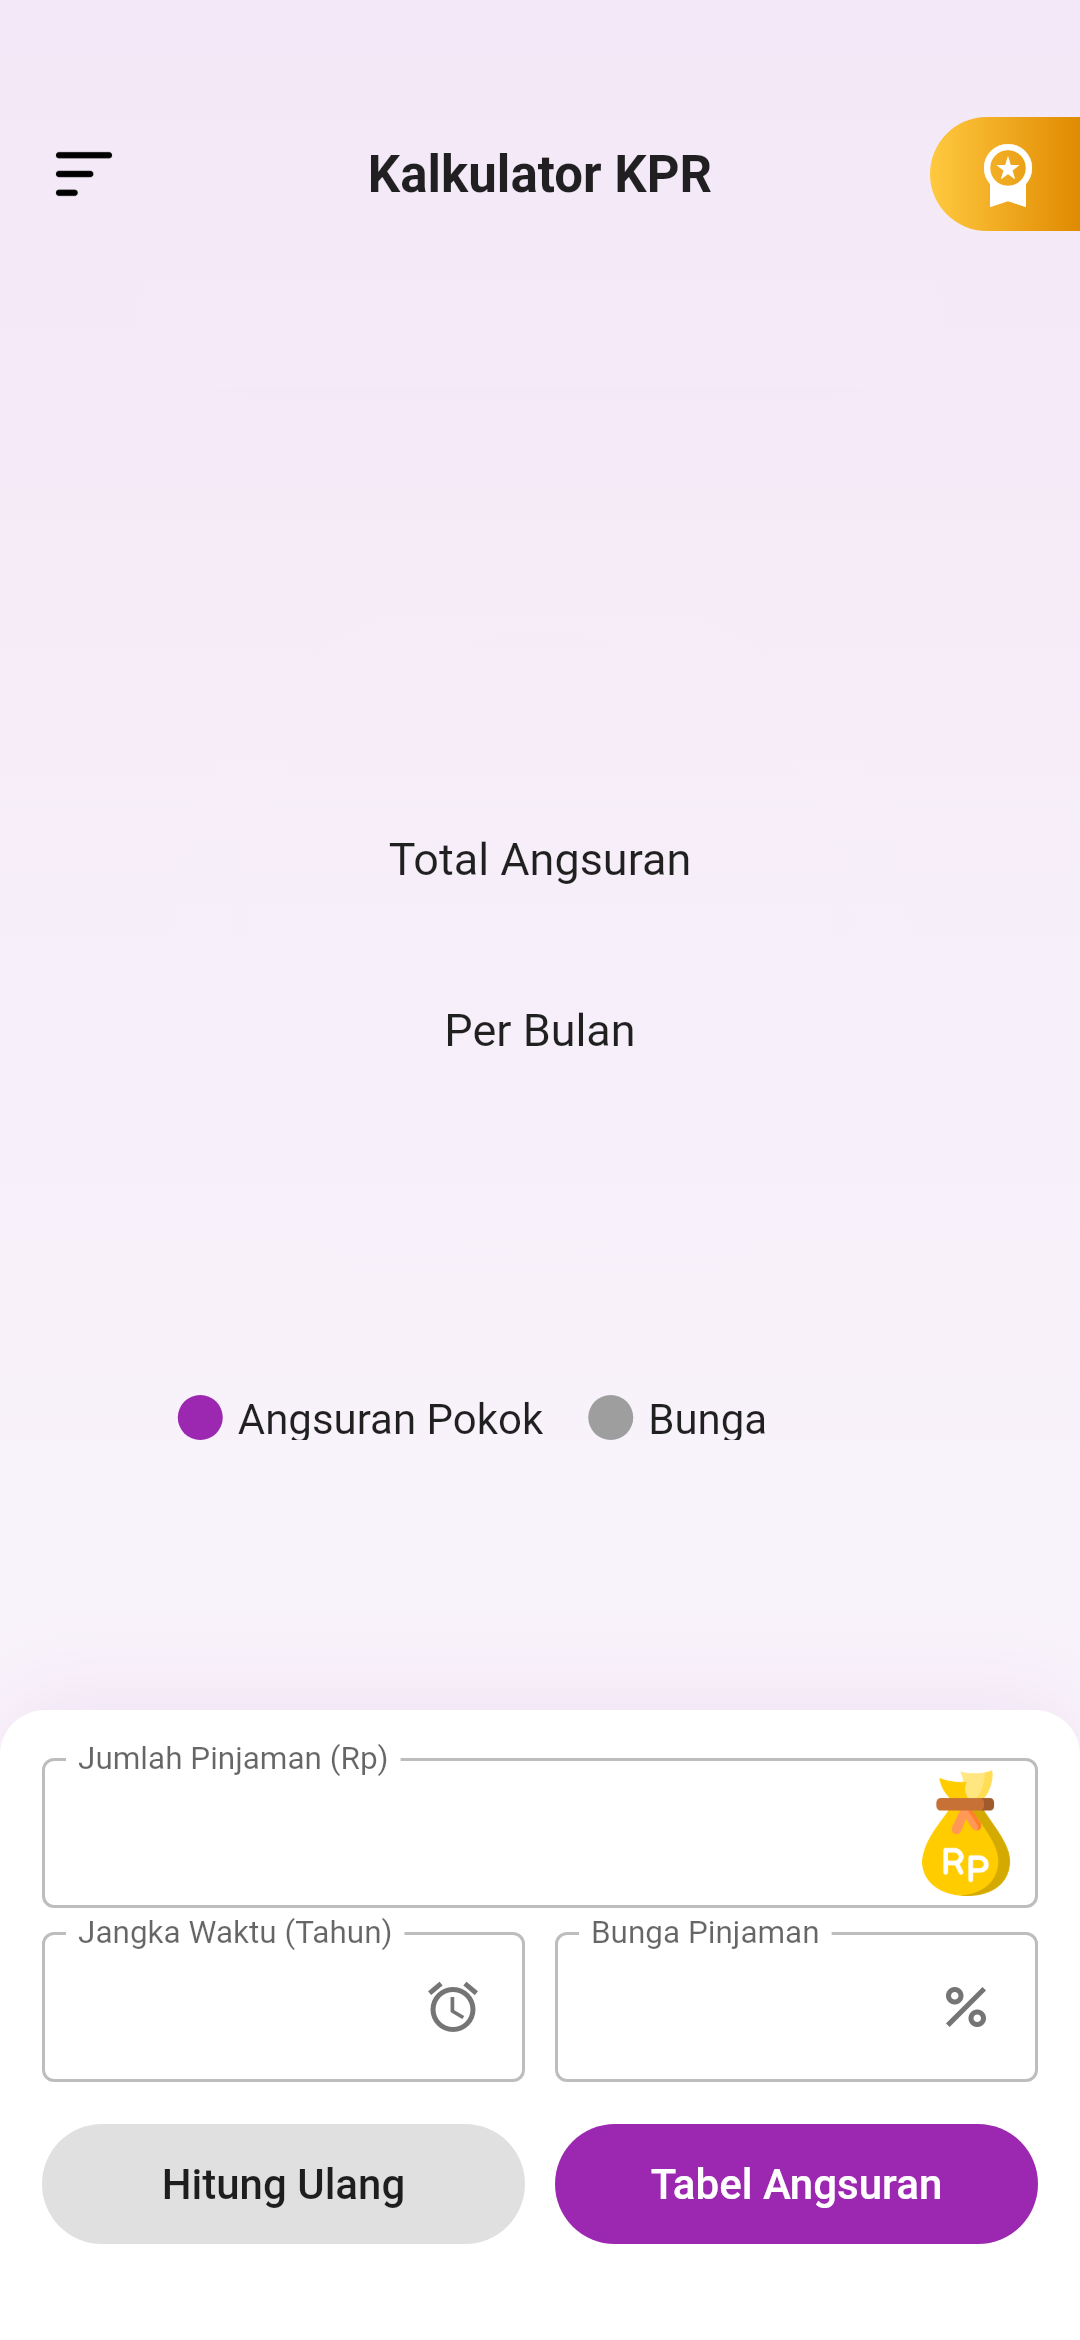 Kalkulator KPR
Total Angsuran
Per Bulan
Angsuran Pokok
Bunga
Jumlah Pinjaman (Rp)
RP
Jangka Waktu (Tahun)
Bunga Pinjaman
%
Hitung Ulang
Tabel Angsuran